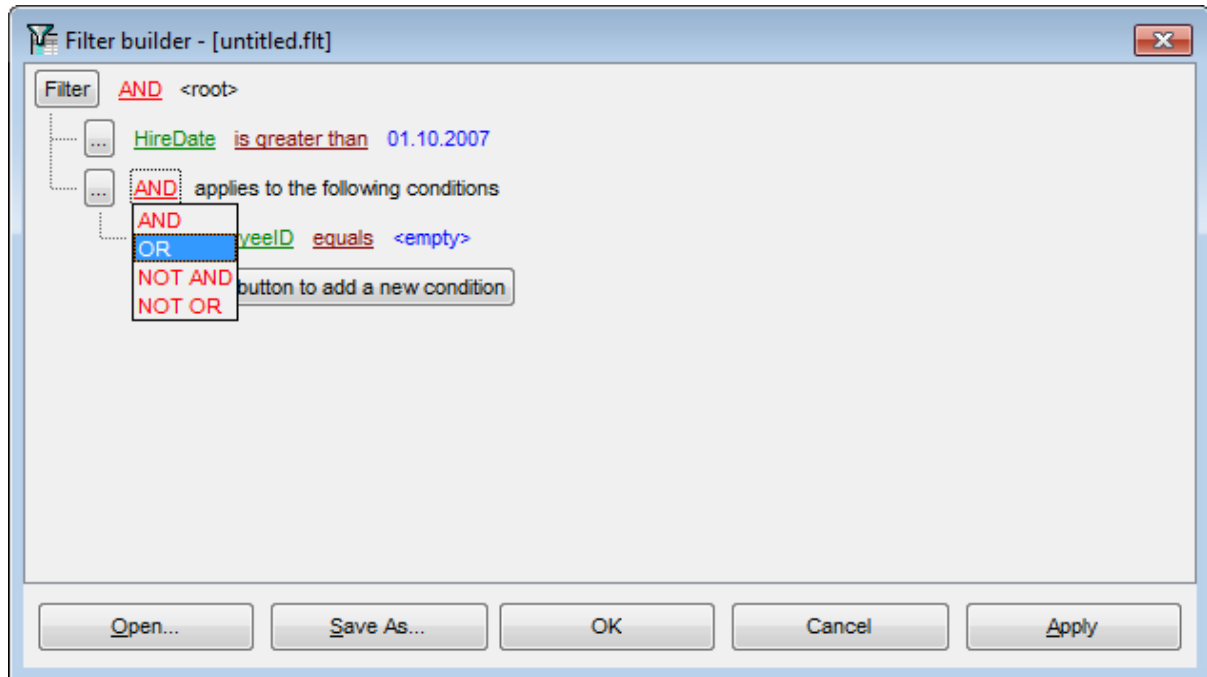 Filter builder - [untitled.flt]
Filter AND <root>
... HireDate is greater than 01.10.2007
... AND applies to the following conditions
AND
OR
NOT AND
NOT OR
yeeID equals <empty>
button to add a new condition
Open... Save As... OK Cancel Apply